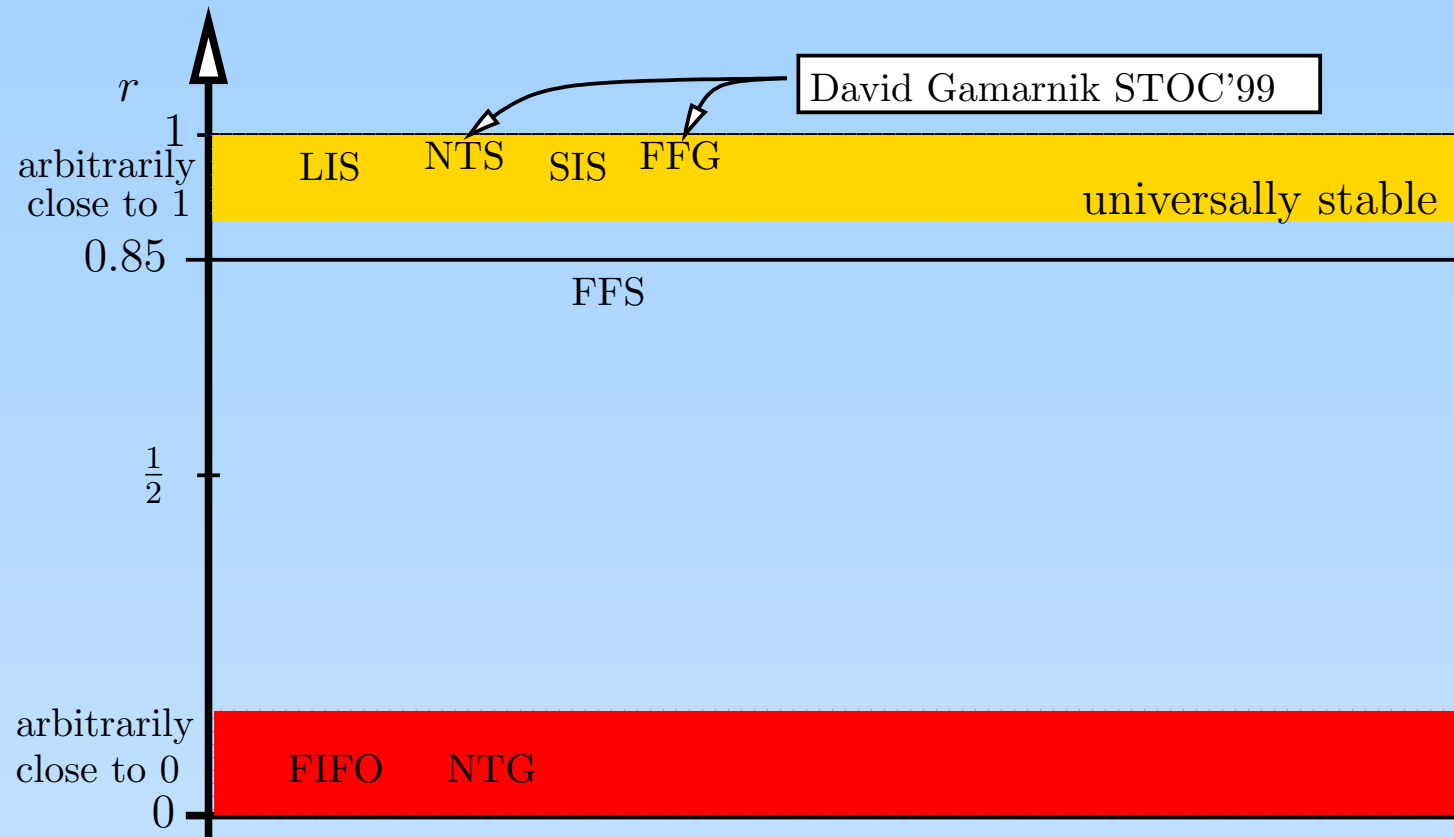 r
David Gamarnik STOC'99
1
arbitrarily
close to 1
LIS NTS SIS FFG
universally stable
0.85
FFS
1
2
arbitrarily
close to 0
FIFO NTG
0